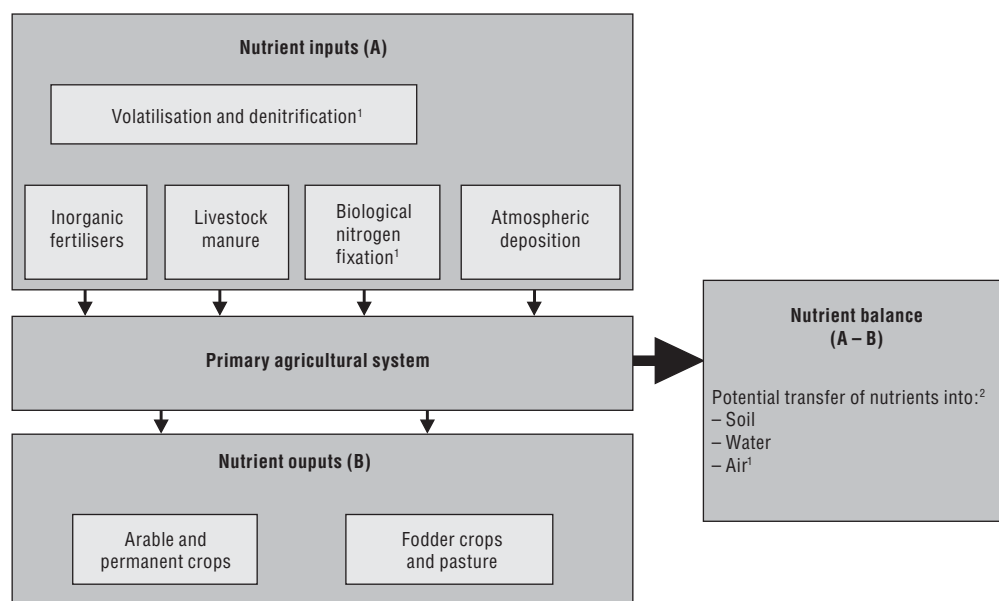 Nutrient inputs (A)
Volatilisation and denitrification¹
Inorganic
fertilisers
Livestock
manure
Biological
nitrogen
fixation¹
Atmospheric
deposition
Primary agricultural system
Nutrient balance
(A – B)
Potential transfer of nutrients into:²
– Soil
– Water
– Air¹
Nutrient ouputs (B)
Arable and
permanent crops
Fodder crops
and pasture